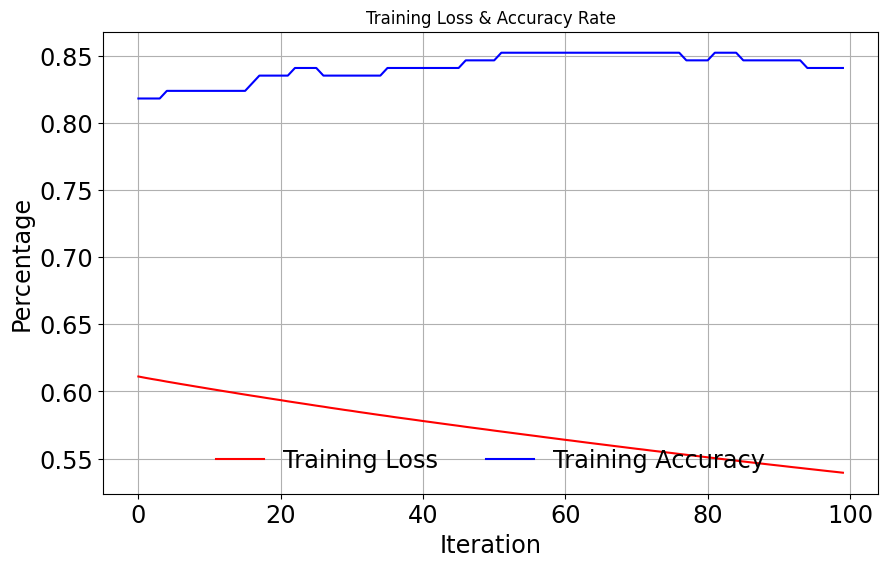 Training Loss & Accuracy Rate
0.85
0.80
0.75
0.70
0.65
0.60
0.55
Percentage
Training Loss Training Accuracy
0 20 40 60 80 100
Iteration